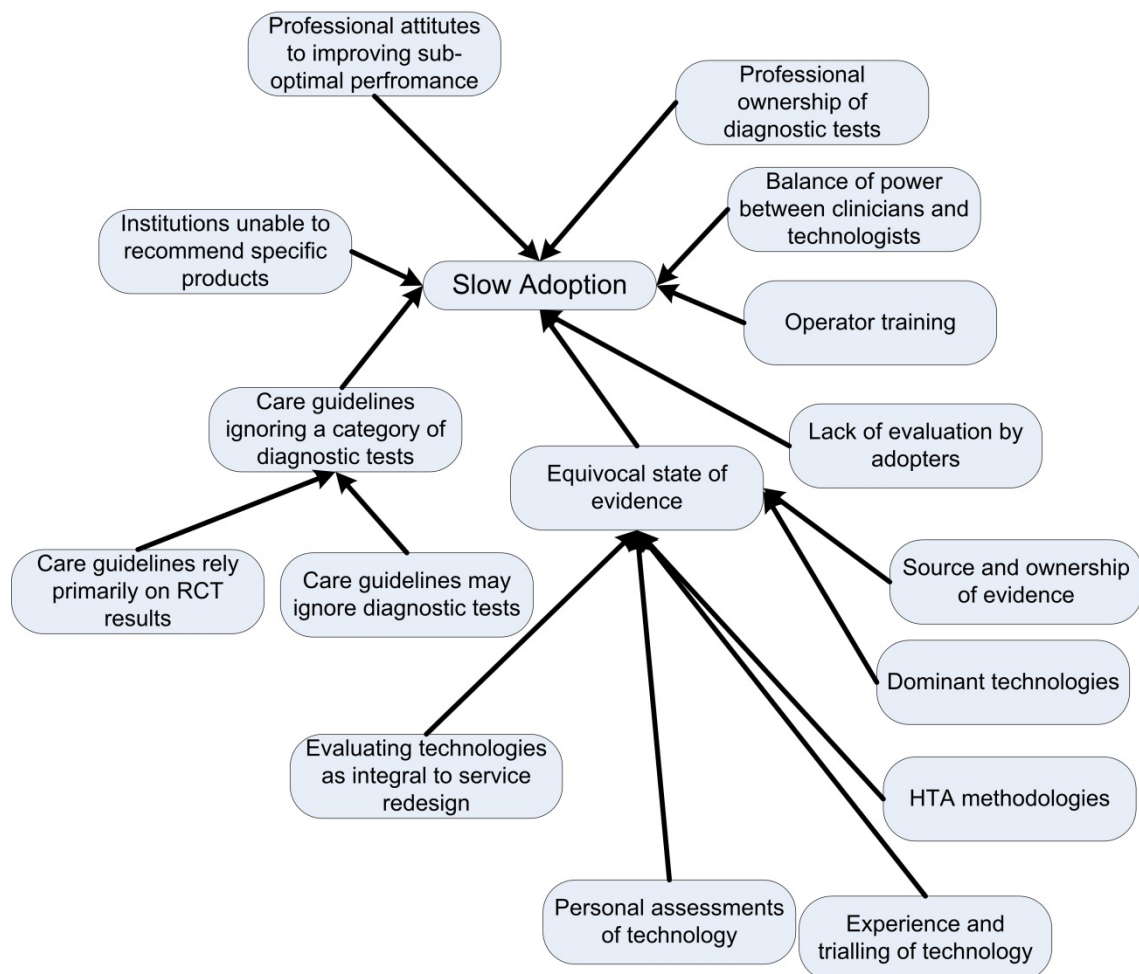 Professional attitutes
to improving sub-
optimal perfromance
Professional
ownership of
diagnostic tests
Balance of power
between clinicians and
technologists
Institutions unable to
recommend specific
products
Slow Adoption
Operator training
Care guidelines
ignoring a category of
diagnostic tests
Lack of evaluation by
adopters
Equivocal state of
evidence
Care guidelines rely
primarily on RCT
results
Care guidelines may
ignore diagnostic tests
Source and ownership
of evidence
Dominant technologies
Evaluating technologies
as integral to service
redesign
HTA methodologies
Personal assessments
of technology
Experience and
trialling of technology